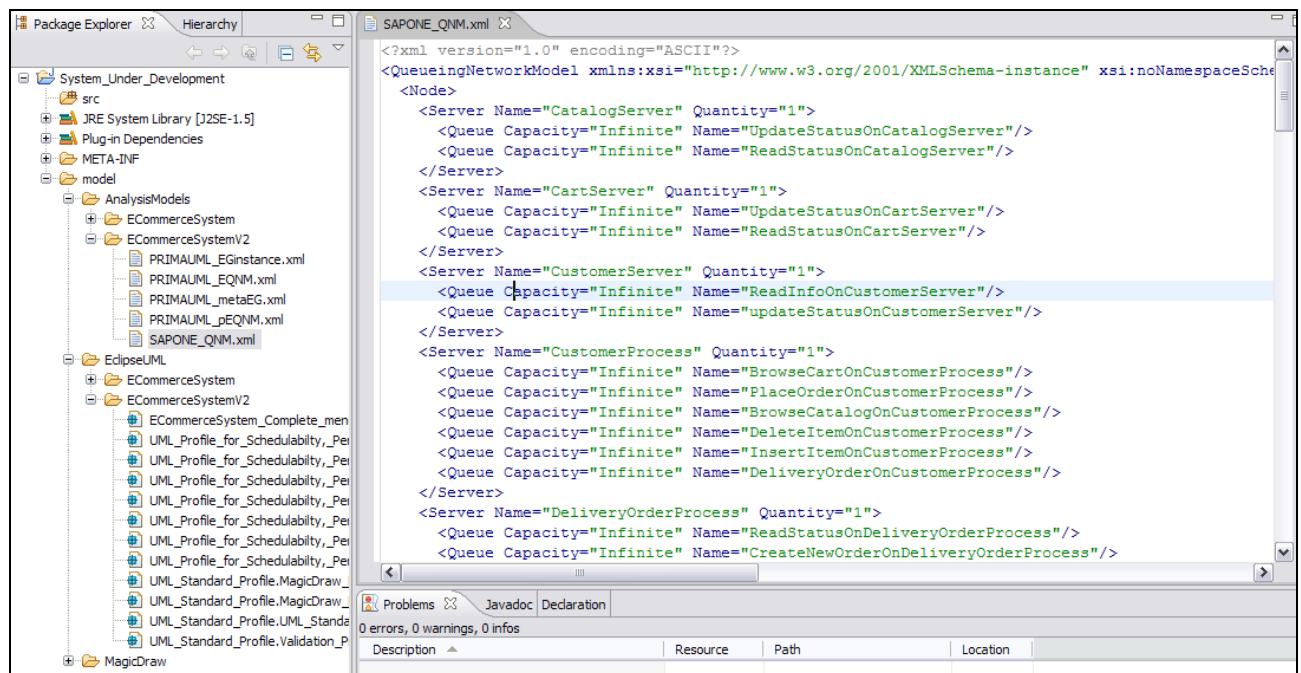 Package Explorer Hierarchy
System_Under_Development
src
JRE System Library [J2SE-1.5]
Plug-in Dependencies
META-INF
model
AnalysisModels
ECommerceSystem
ECommerceSystemV2
PRIMAUML_EGinstance.xml
PRIMAUML_EQNM.xml
PRIMAUML_metaEG.xml
PRIMAUML_pEQNM.xml
SAPONE_QNM.xml
EclipseUML
ECommerceSystem
ECommerceSystemV2
ECommerceSystem_Complete_men
UML_Profile_for_Schedulabilty,_Per
UML_Profile_for_Schedulabilty,_Per
UML_Profile_for_Schedulabilty,_Per
UML_Profile_for_Schedulabilty,_Per
UML_Profile_for_Schedulabilty,_Per
UML_Profile_for_Schedulabilty,_Per
UML_Profile_for_Schedulabilty,_Per
UML_Standard_Profile.MagicDraw_
UML_Standard_Profile.MagicDraw_
UML_Standard_Profile.UML_Standa
UML_Standard_Profile.Validation_P
MagicDraw
SAPONE_QNM.xml
<?xml version="1.0" encoding="ASCII"?>
<QueueingNetworkModel xmlns:xsi="http://www.w3.org/2001/XMLSchema-instance" xsi:noNamespaceSche
<Node>
<Server Name="CatalogServer" Quantity="1">
<Queue Capacity="Infinite" Name="UpdateStatusOnCatalogServer"/>
<Queue Capacity="Infinite" Name="ReadStatusOnCatalogServer"/>
</Server>
<Server Name="CartServer" Quantity="1">
<Queue Capacity="Infinite" Name="UpdateStatusOnCartServer"/>
<Queue Capacity="Infinite" Name="ReadStatusOnCartServer"/>
</Server>
<Server Name="CustomerServer" Quantity="1">
<Queue Capacity="Infinite" Name="ReadInfoOnCustomerServer"/>
<Queue Capacity="Infinite" Name="updateStatusOnCustomerServer"/>
</Server>
<Server Name="CustomerProcess" Quantity="1">
<Queue Capacity="Infinite" Name="BrowseCartOnCustomerProcess"/>
<Queue Capacity="Infinite" Name="PlaceOrderOnCustomerProcess"/>
<Queue Capacity="Infinite" Name="BrowseCatalogOnCustomerProcess"/>
<Queue Capacity="Infinite" Name="DeleteItemOnCustomerProcess"/>
<Queue Capacity="Infinite" Name="InsertItemOnCustomerProcess"/>
<Queue Capacity="Infinite" Name="DeliveryOrderOnCustomerProcess"/>
</Server>
<Server Name="DeliveryOrderProcess" Quantity="1">
<Queue Capacity="Infinite" Name="ReadStatusOnDeliveryOrderProcess"/>
<Queue Capacity="Infinite" Name="CreateNewOrderOnDeliveryOrderProcess"/>
Problems Javadoc Declaration
0 errors, 0 warnings, 0 infos
Description Resource Path Location